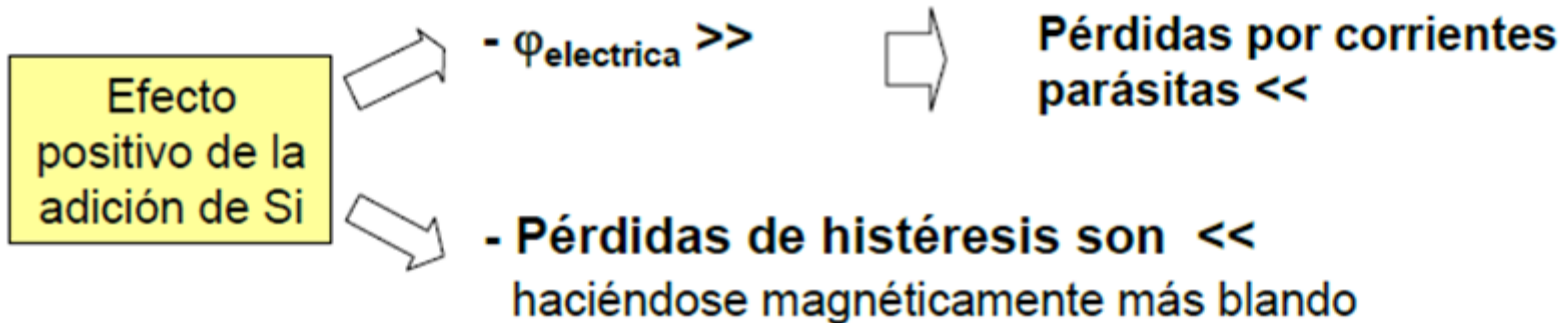 Efecto
positivo de la
adición de Si
- φelectrica >>
Pérdidas por corrientes
parásitas <<
- Pérdidas de histéresis son <<
haciéndose magnéticamente más blando